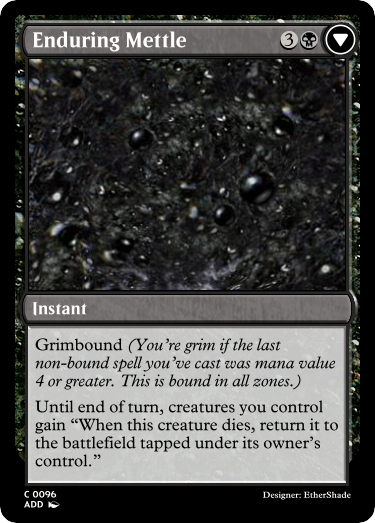 Enduring Mettle 3
Instant
Grimbound (You're grim if the last
non-bound spell you've cast was mana value
4 or greater. This is bound in all zones.)
Until end of turn, creatures you control
gain “When this creature dies, return it to
the battlefield tapped under its owner's
control.”
C 0096
ADD
Designer: EtherShade